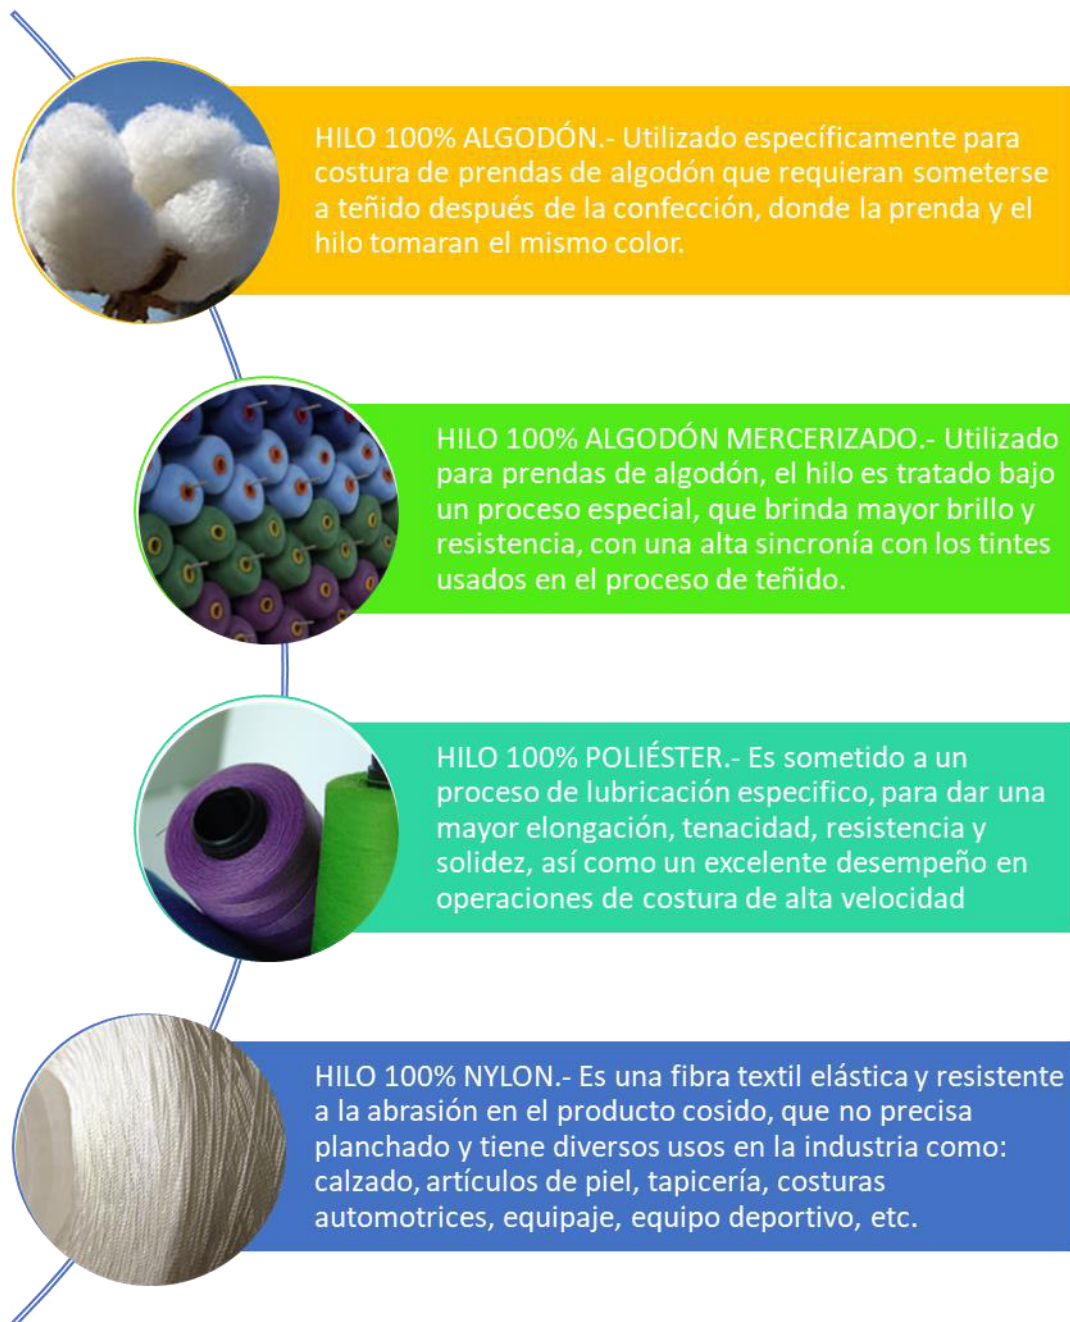 HILO 100% ALGODÓN.- Utilizado específicamente para
costura de prendas de algodón que requieran someterse
a teñido después de la confección, donde la prenda y el
hilo tomaran el mismo color.
HILO 100% ALGODÓN MERCERIZADO.- Utilizado
para prendas de algodón, el hilo es tratado bajo
un proceso especial, que brinda mayor brillo y
resistencia, con una alta sincronía con los tintes
usados en el proceso de teñido.
HILO 100% POLIÉSTER.- Es sometido a un
proceso de lubricación especifico, para dar una
mayor elongación, tenacidad, resistencia y
solidez, así como un excelente desempeño en
operaciones de costura de alta velocidad
HILO 100% NYLON.- Es una fibra textil elástica y resistente
a la abrasión en el producto cosido, que no precisa
planchado y tiene diversos usos en la industria como:
calzado, artículos de piel, tapicería, costuras
automotrices, equipaje, equipo deportivo, etc.